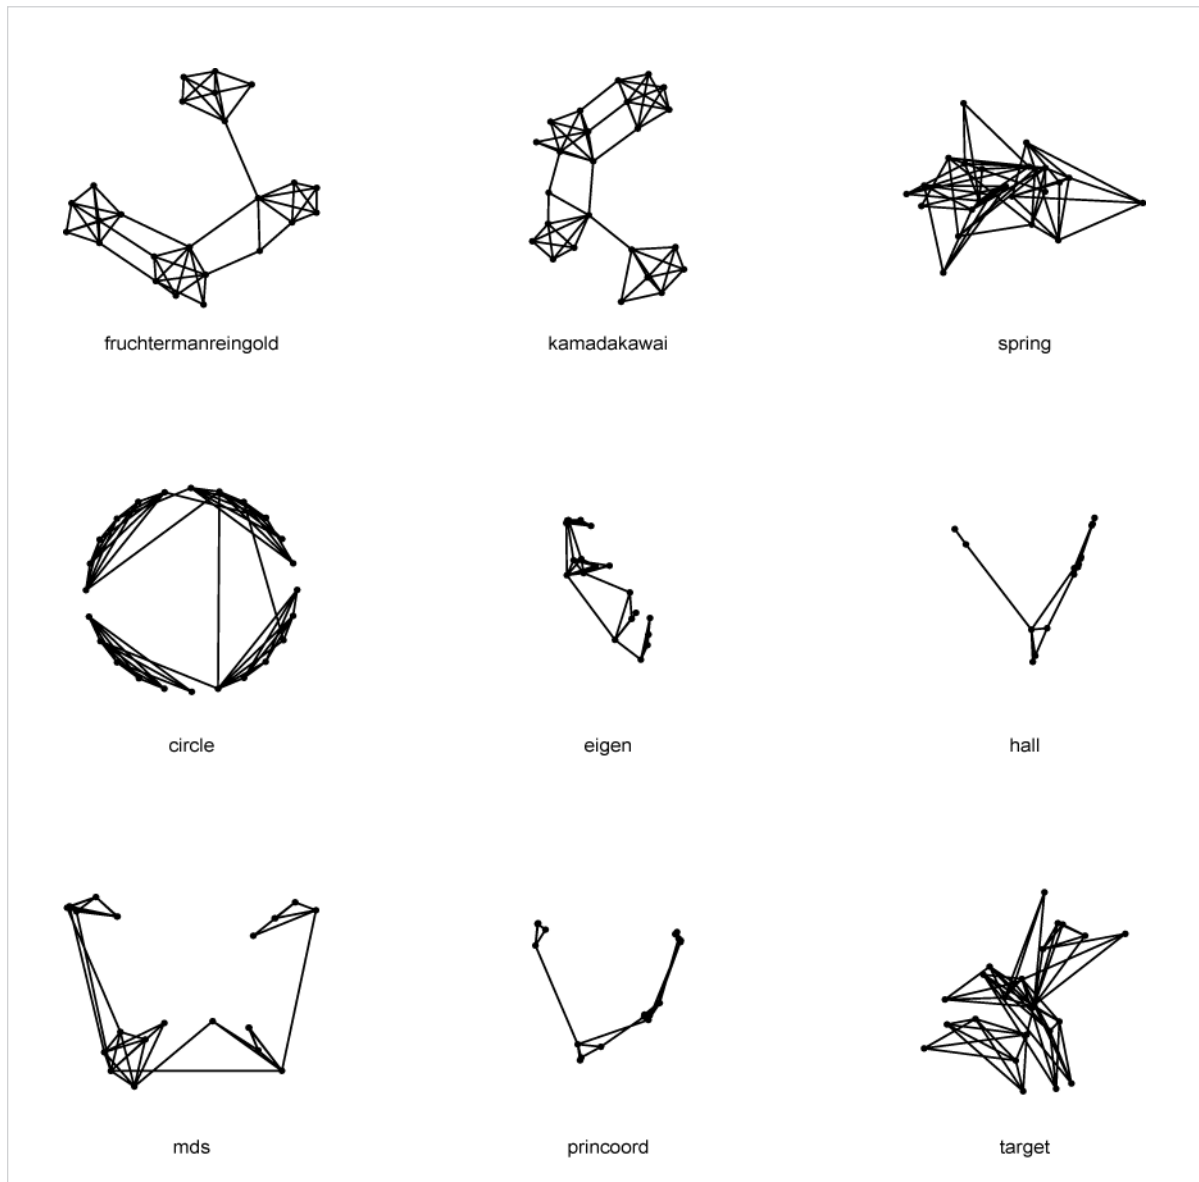 fruchtermanreingold
kamadakawai
spring
circle
eigen
hall
mds
princoord
target